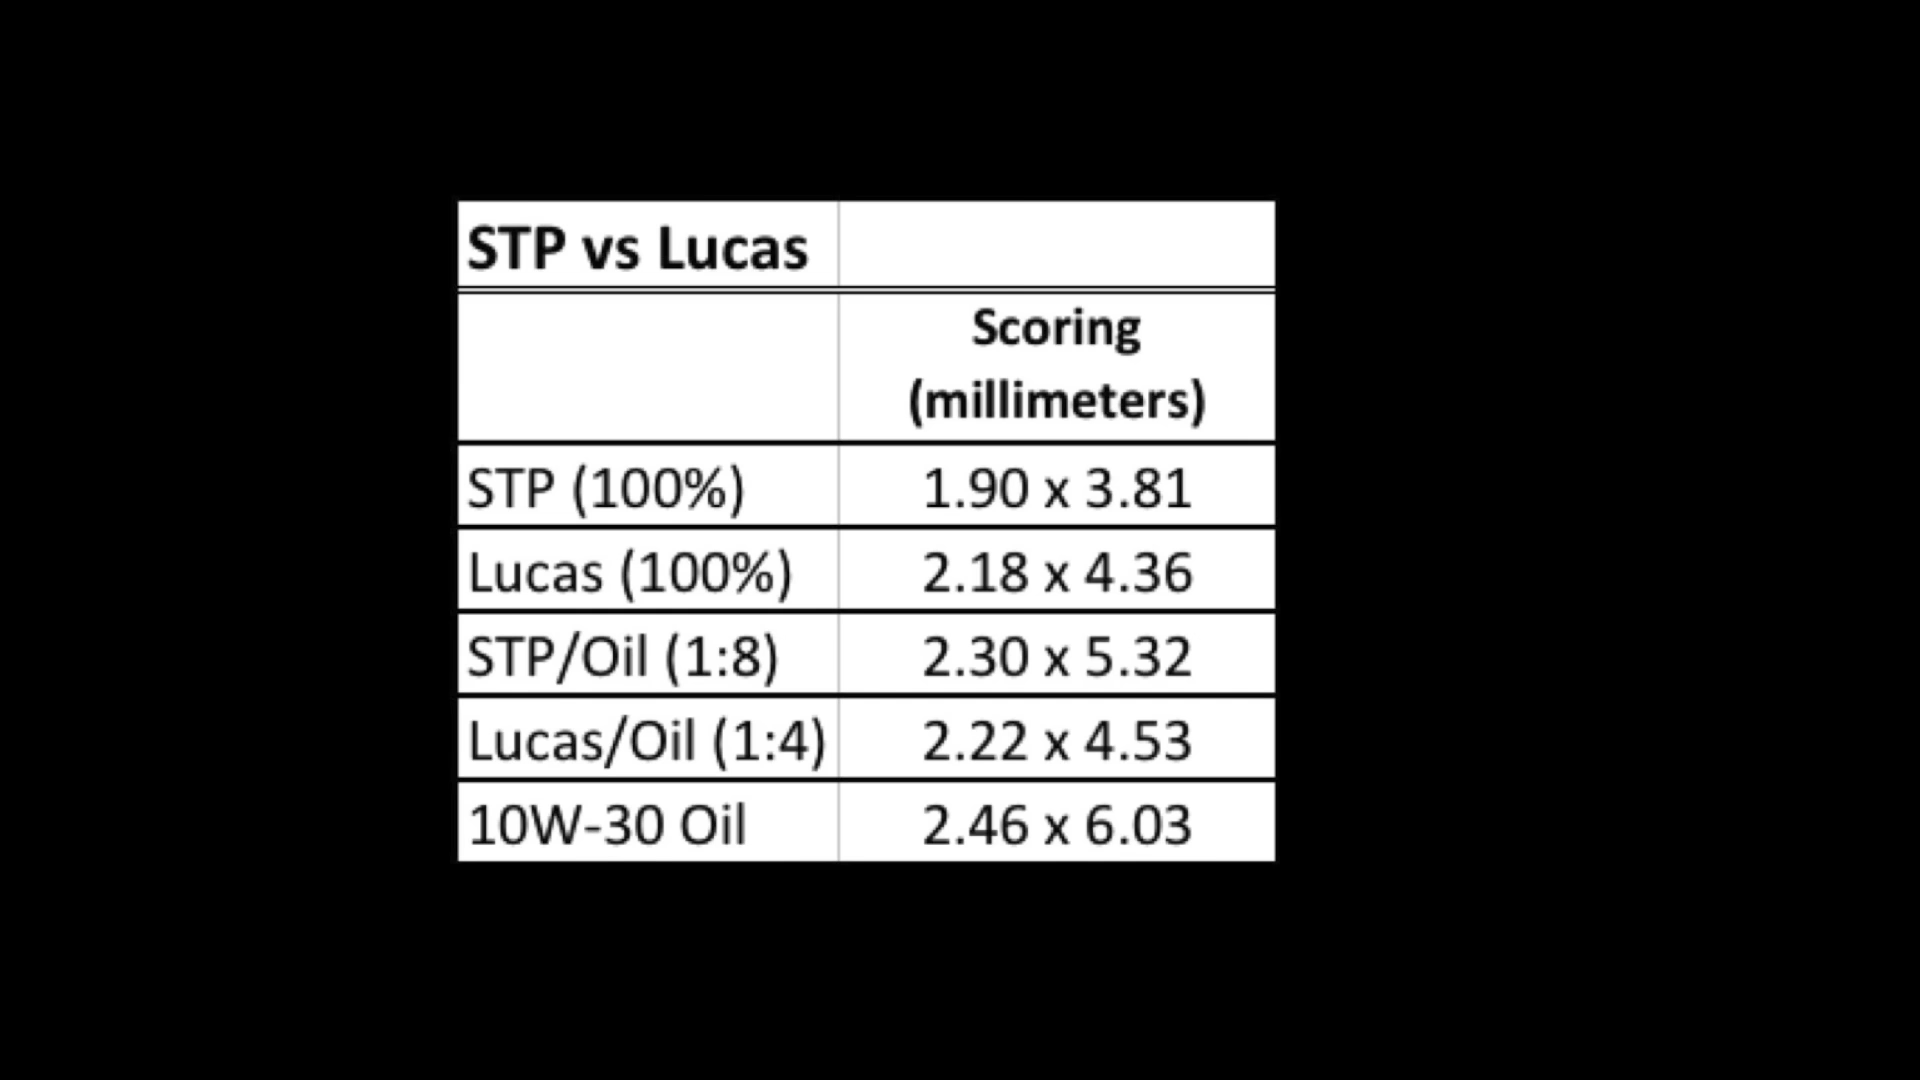 STP vs Lucas
Scoring
(millimeters)
STP (100%) 1.90 x 3.81
Lucas (100%) 2.18 x 4.36
STP/Oil (1:8) 2.30 x 5.32
Lucas/Oil (1:4) 2.22 x 4.53
10W-30 Oil 2.46 x 6.03